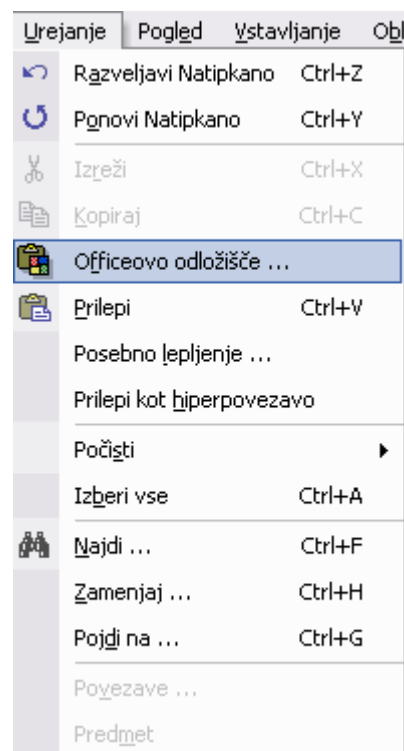 Urejanje Pogled Vstavljanje Obl
Razveljavi Natipkano Ctrl+Z
Ponovi Natipkano Ctrl+Y
Izreži Ctrl+X
Kopiraj Ctrl+C
Officeovo odložišče ...
Prilepi Ctrl+V
Posebno lepljenje ...
Prilepi kot hiperpovezavo
Počisti
Izberi vse Ctrl+A
Najdi ... Ctrl+F
Zamenjaj ... Ctrl+H
Pojdi na ... Ctrl+G
Povezave ...
Predmet